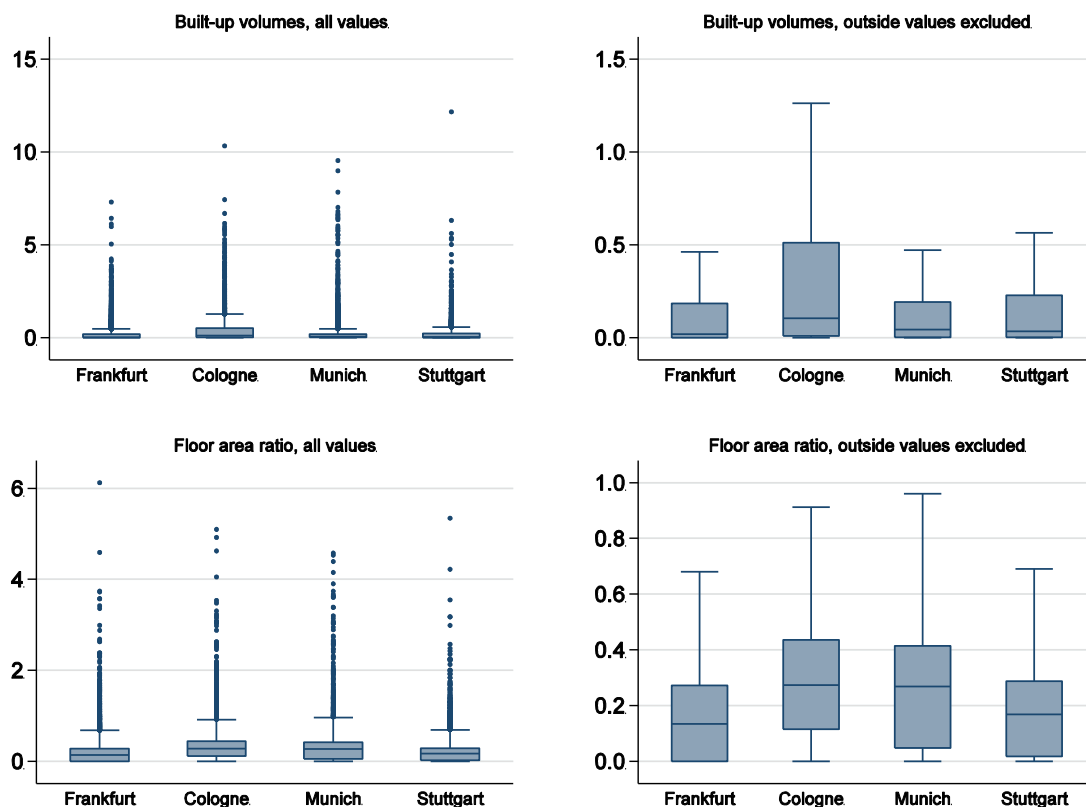 Built-up volumes, all values
15
10
5
0
Frankfurt Cologne Munich Stuttgart
Built-up volumes, outside values excluded
1.5
1.0
0.5
0.0
Frankfurt Cologne Munich Stuttgart
Floor area ratio, all values
6
4
2
0
Frankfurt Cologne Munich Stuttgart
Floor area ratio, outside values excluded
1.0
0.8
0.6
0.4
0.2
0.0
Frankfurt Cologne Munich Stuttgart